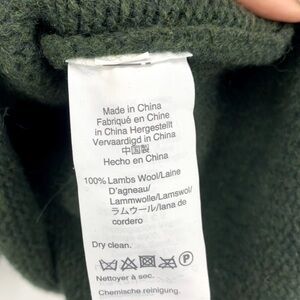 Made in China
Fabriqué en Chine
in China Hergestellt
Vervaardigd in China
中国製
Hecho en China
100% Lambs Wool/Laine
D'agneau/
Lammwolle/Lamswol/
ラムウール/lana de
cordero
Dry clean.
P
Nettoyer à sec.
Chemische reinigung.